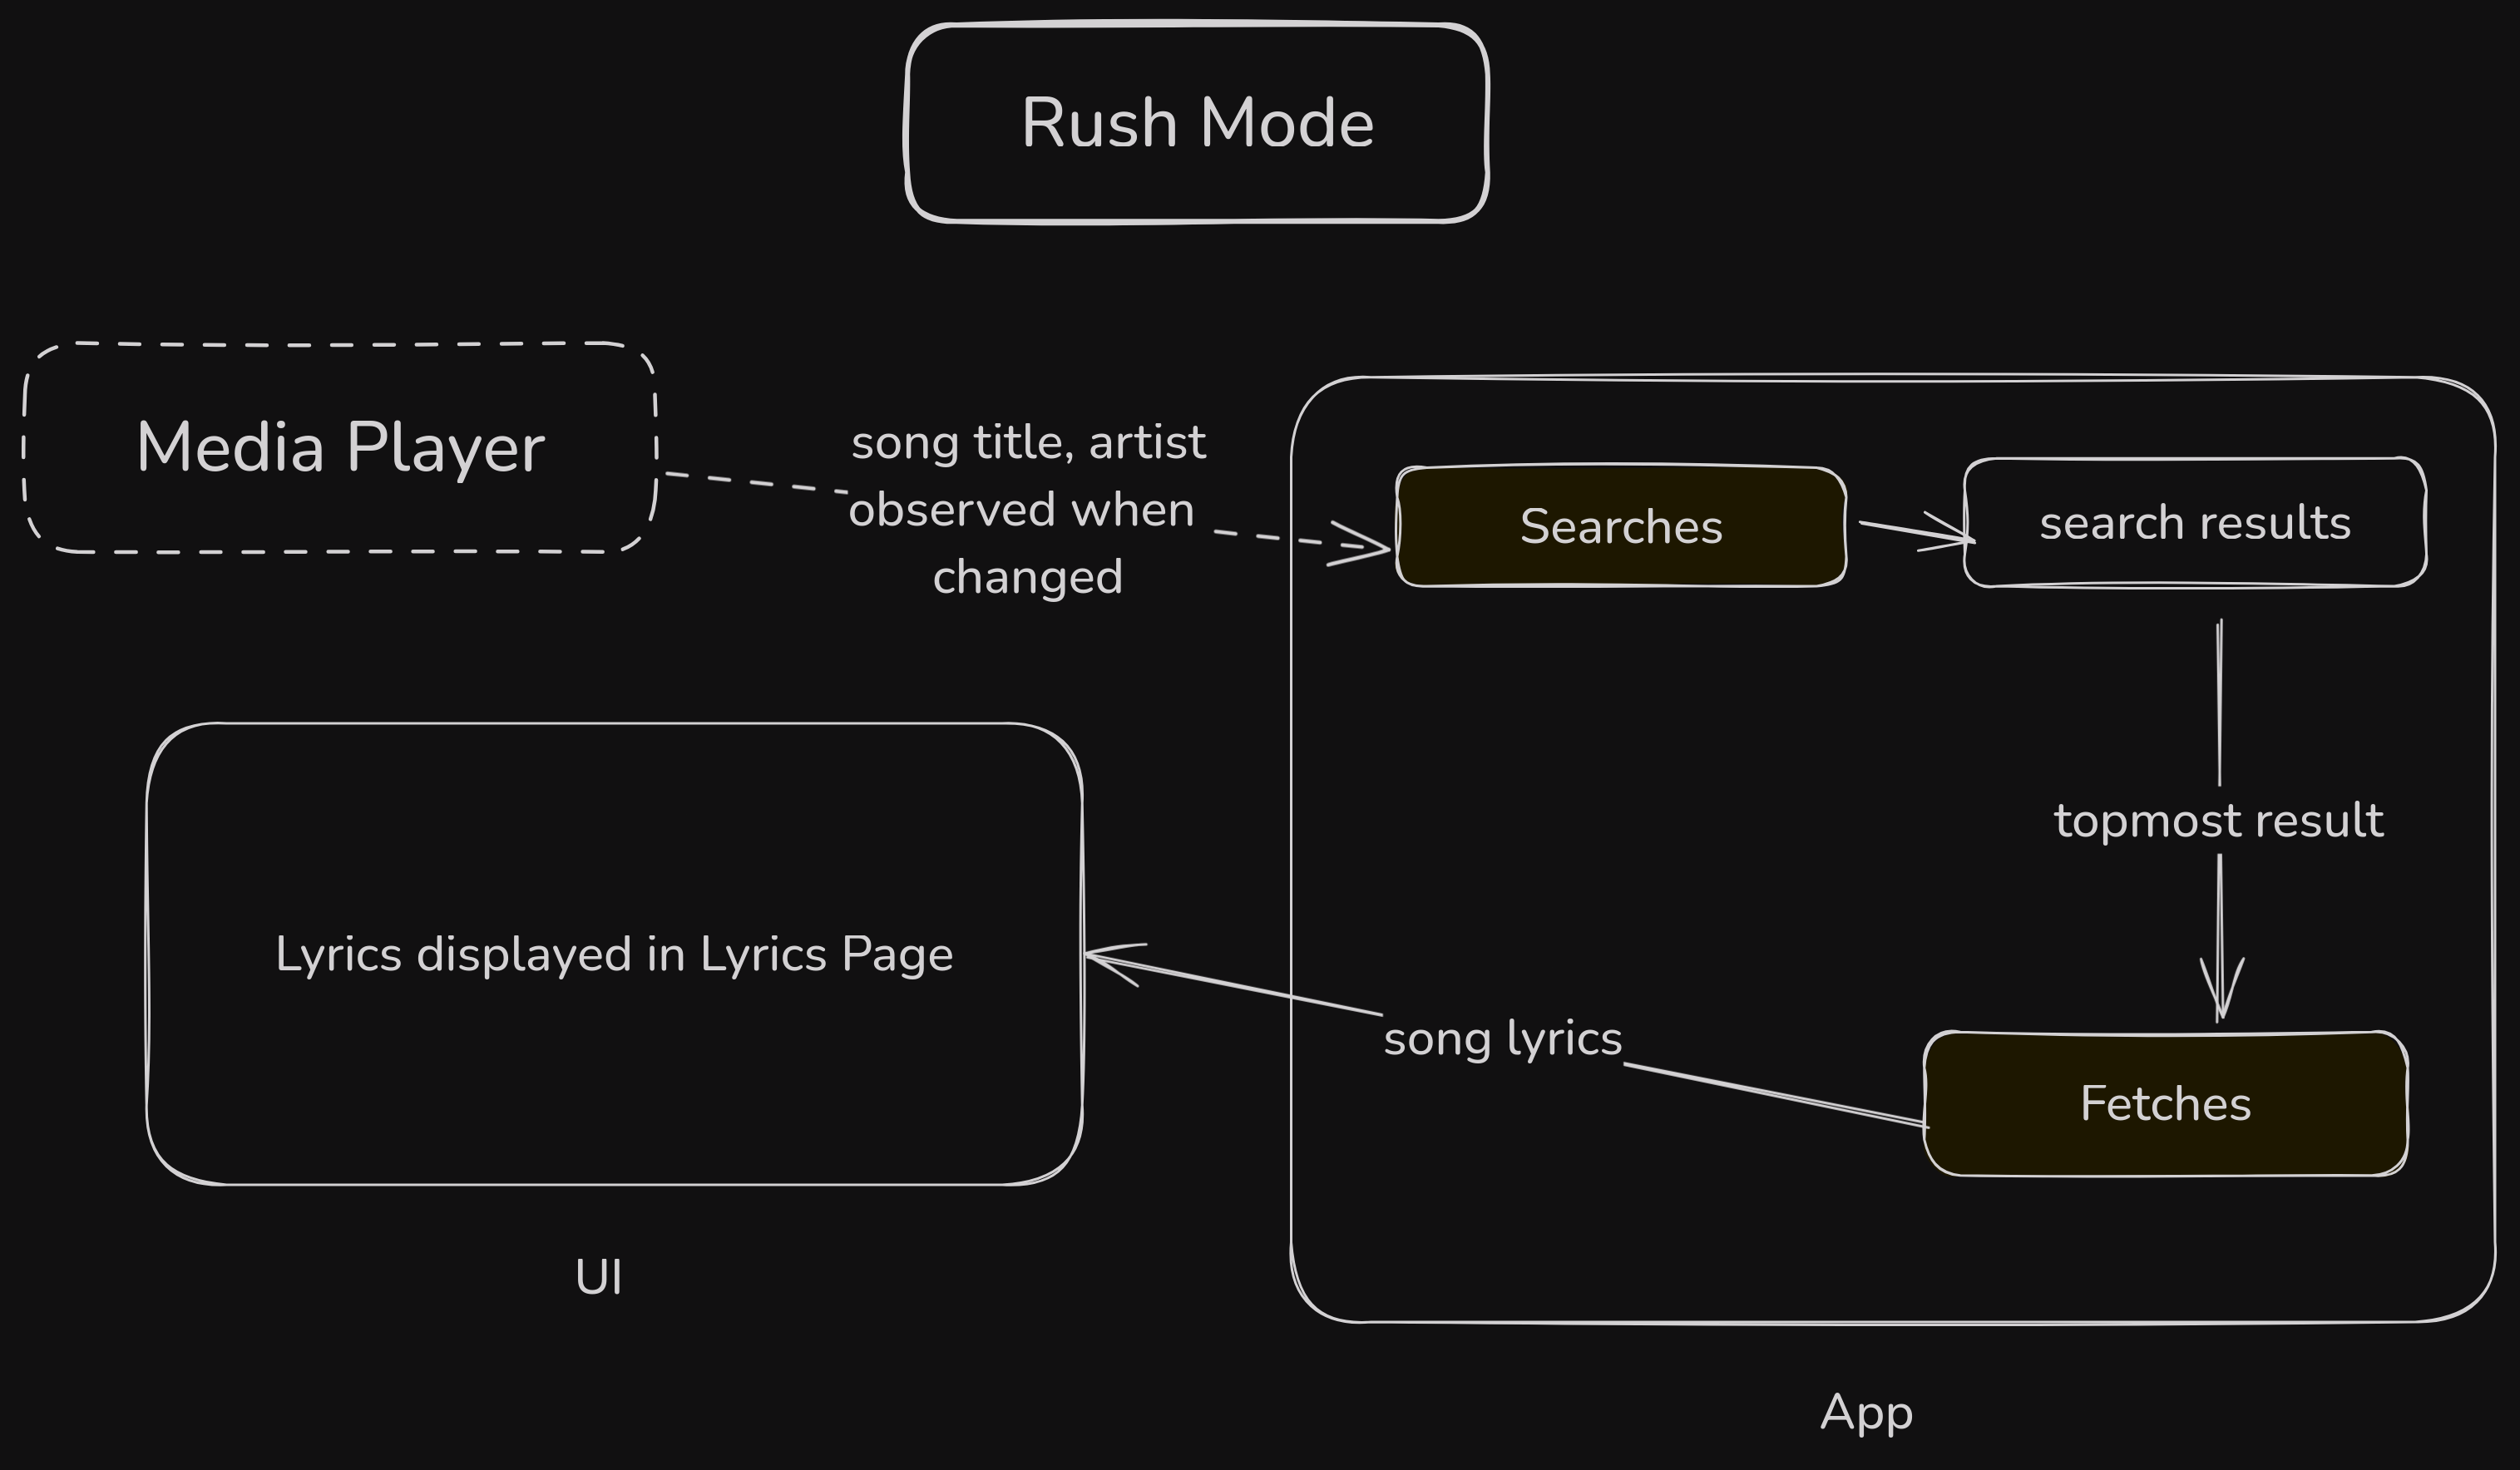 Rush Mode
Media Player
song title, artist
observed when
changed
Searches
search results
topmost result
Lyrics displayed in Lyrics Page
song lyrics
Fetches
UI
App